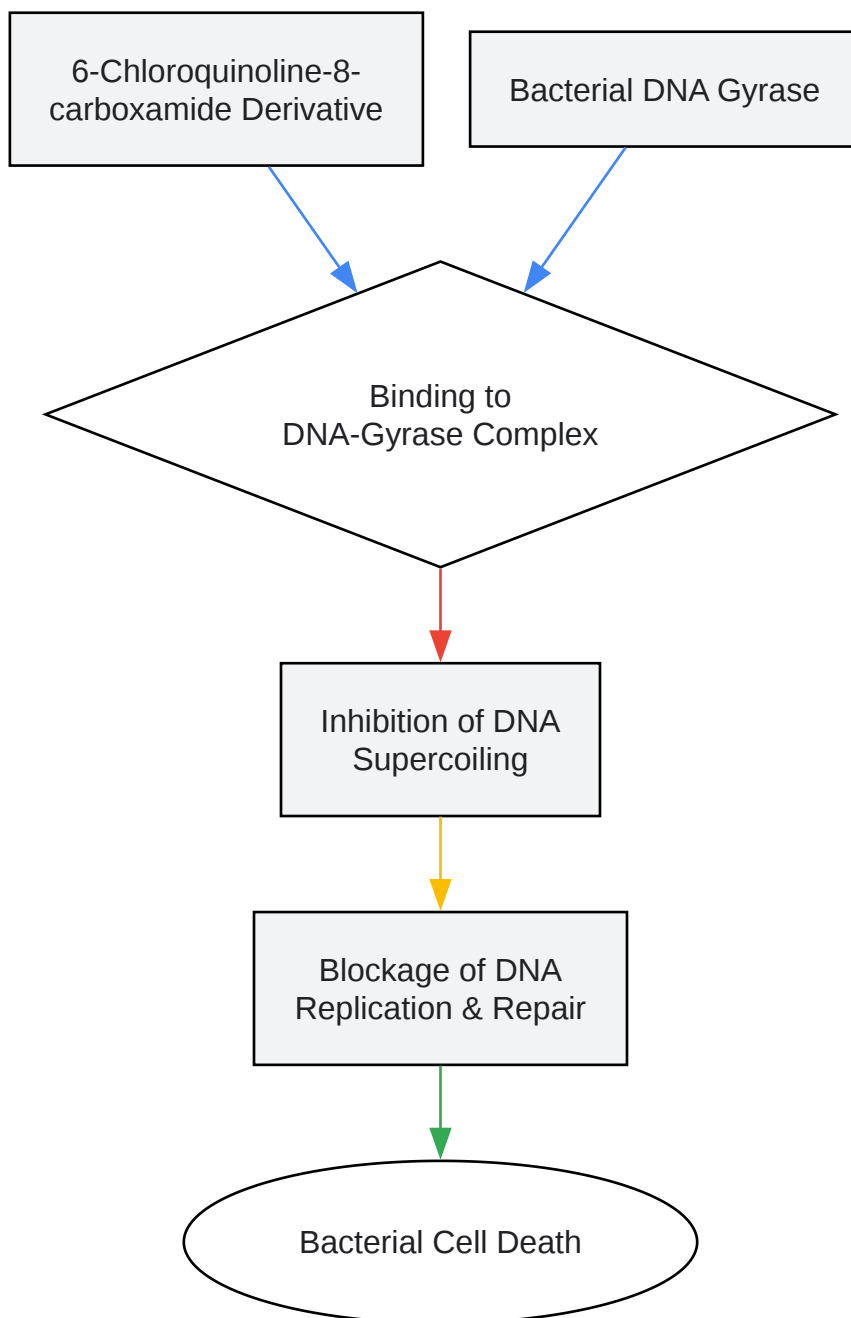 6-Chloroquinoline-8-
carboxamide Derivative
Bacterial DNA Gyrase
Binding to
DNA-Gyrase Complex
Inhibition of DNA
Supercoiling
Blockage of DNA
Replication & Repair
Bacterial Cell Death